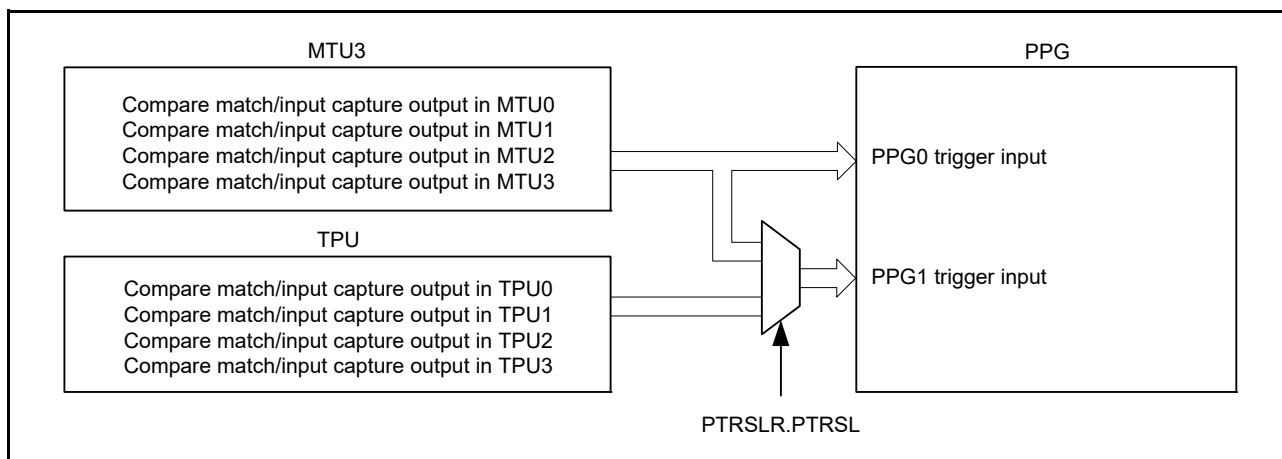 MTU3
Compare match/input capture output in MTU0
Compare match/input capture output in MTU1
Compare match/input capture output in MTU2
Compare match/input capture output in MTU3
TPU
Compare match/input capture output in TPU0
Compare match/input capture output in TPU1
Compare match/input capture output in TPU2
Compare match/input capture output in TPU3
PPG
PPG0 trigger input
PPG1 trigger input
PTRSLR.PTRSL